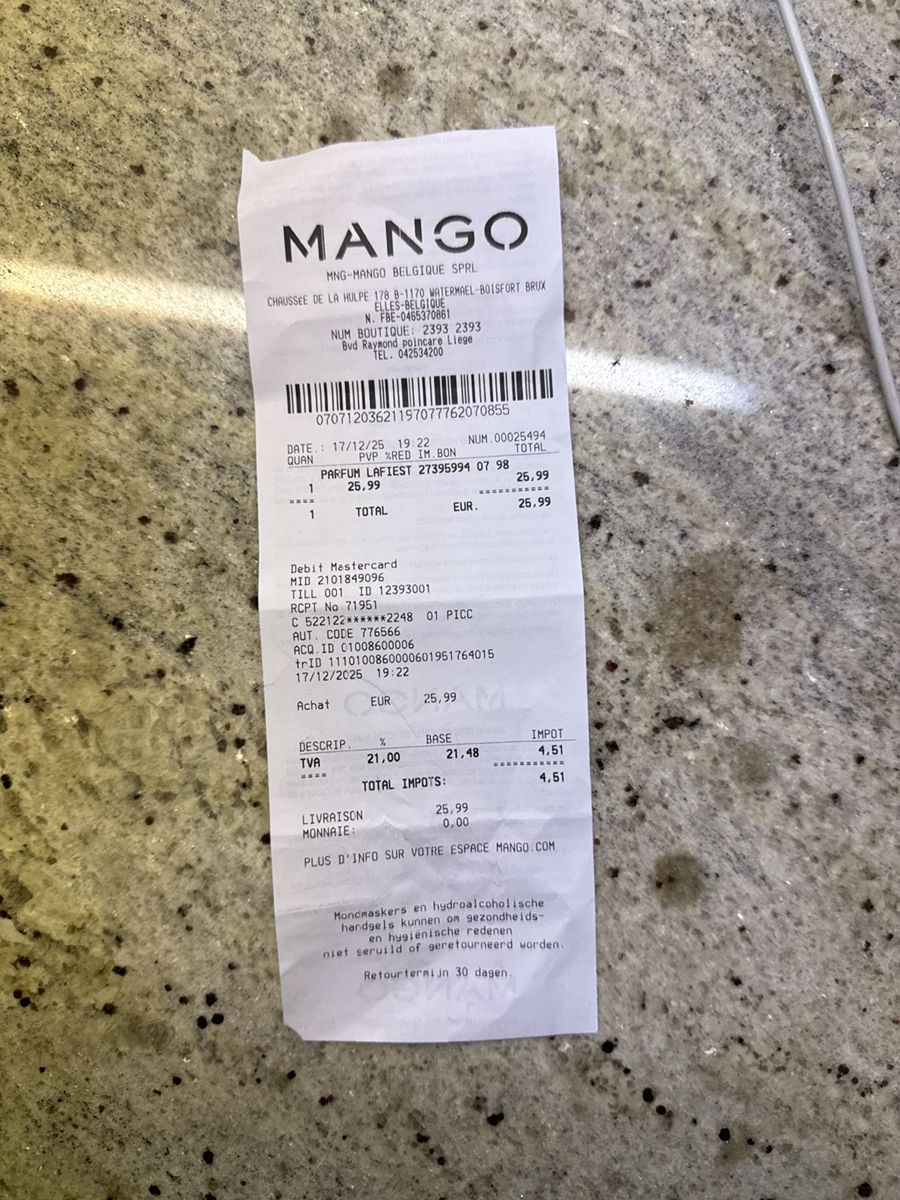 MANGO
MNG-MANGO BELGIQUE SPRL
CHAUSSEE DE LA HULPE 178 B-1170 WATERMAEL-BOISFORT BRUX
ELLES-BELGIQUE
N. FBE-0465370861
NUM BOUTIQUE: 2393 2393
Bvd Raymond poincare Liege
TEL. 042534200
07071203621197077762070855
DATE.: 17/12/25 19:22 NUM.00025494
QUAN PVP %RED IM.BON TOTAL
PARFUM LAFIEST 27395994 07 98
1 25,99 25,99
==== ===========
1 TOTAL EUR. 25,99
Debit Mastercard
MID 2101849096
TILL 001 ID 12393001
RCPT No 71951
C 522122******2248 01 PICC
AUT. CODE 776566
ACQ.ID 01008600006
trID 1110100860000601951764015
17/12/2025 19:22
Achat EUR 25,99
DESCRIP. % BASE IMPOT
TVA 21,00 21,48 4,51
==== ===========
TOTAL IMPOTS: 4,51
LIVRAISON 25,99
MONNAIE: 0,00
PLUS D'INFO SUR VOTRE ESPACE MANGO.COM
Mondmaskers en hydroalcoholische
handgels kunnen om gezondheids-
en hygienische redenen
niet geruild of geretourneerd worden.
Retourtermijn 30 dagen.